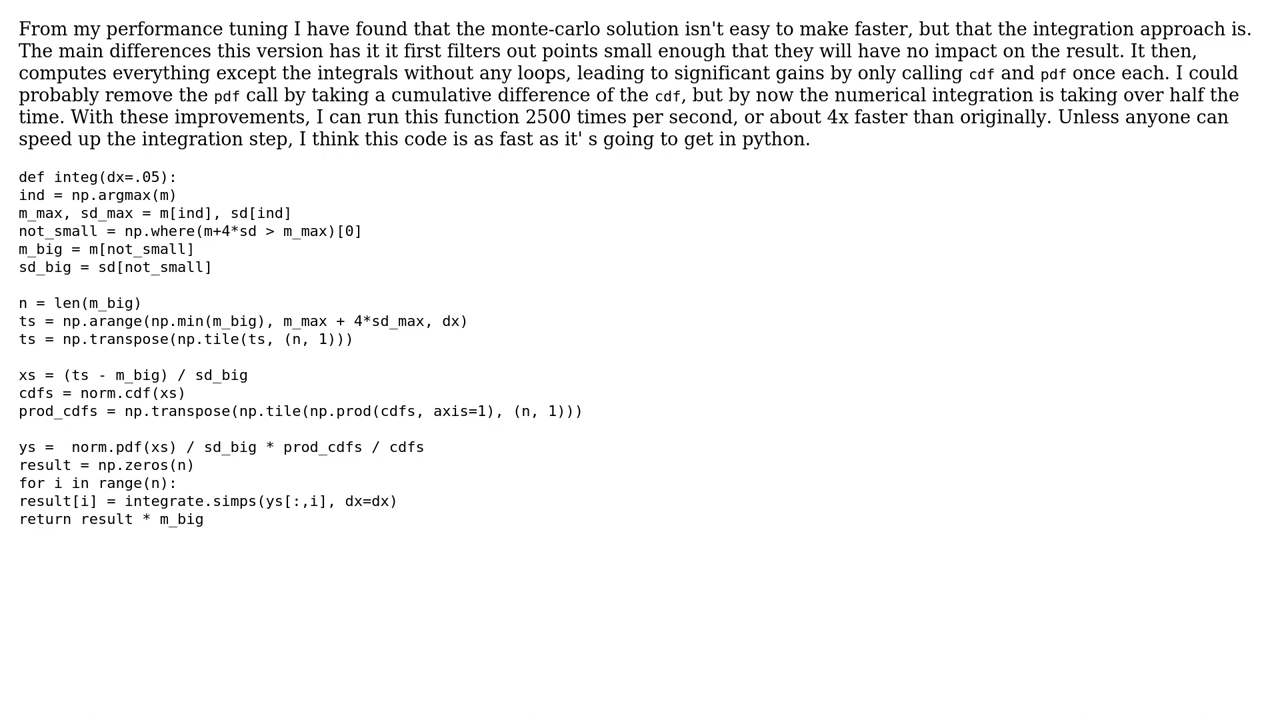 From my performance tuning I have found that the monte-carlo solution isn't easy to make faster, but that the integration approach is.
The main differences this version has it it first filters out points small enough that they will have no impact on the result. It then,
computes everything except the integrals without any loops, leading to significant gains by only calling cdf and pdf once each. I could
probably remove the pdf call by taking a cumulative difference of the cdf, but by now the numerical integration is taking over half the
time. With these improvements, I can run this function 2500 times per second, or about 4x faster than originally. Unless anyone can
speed up the integration step, I think this code is as fast as it' s going to get in python.
def integ(dx=.05):
ind = np.argmax(m)
m_max, sd_max = m[ind], sd[ind]
not_small = np.where(m+4*sd > m_max)[0]
m_big = m[not_small]
sd_big = sd[not_small]
n = len(m_big)
ts = np.arange(np.min(m_big), m_max + 4*sd_max, dx)
ts = np.transpose(np.tile(ts, (n, 1)))
xs = (ts - m_big) / sd_big
cdfs = norm.cdf(xs)
prod_cdfs = np.transpose(np.tile(np.prod(cdfs, axis=1), (n, 1)))
ys =  norm.pdf(xs) / sd_big * prod_cdfs / cdfs
result = np.zeros(n)
for i in range(n):
result[i] = integrate.simps(ys[:,i], dx=dx)
return result * m_big